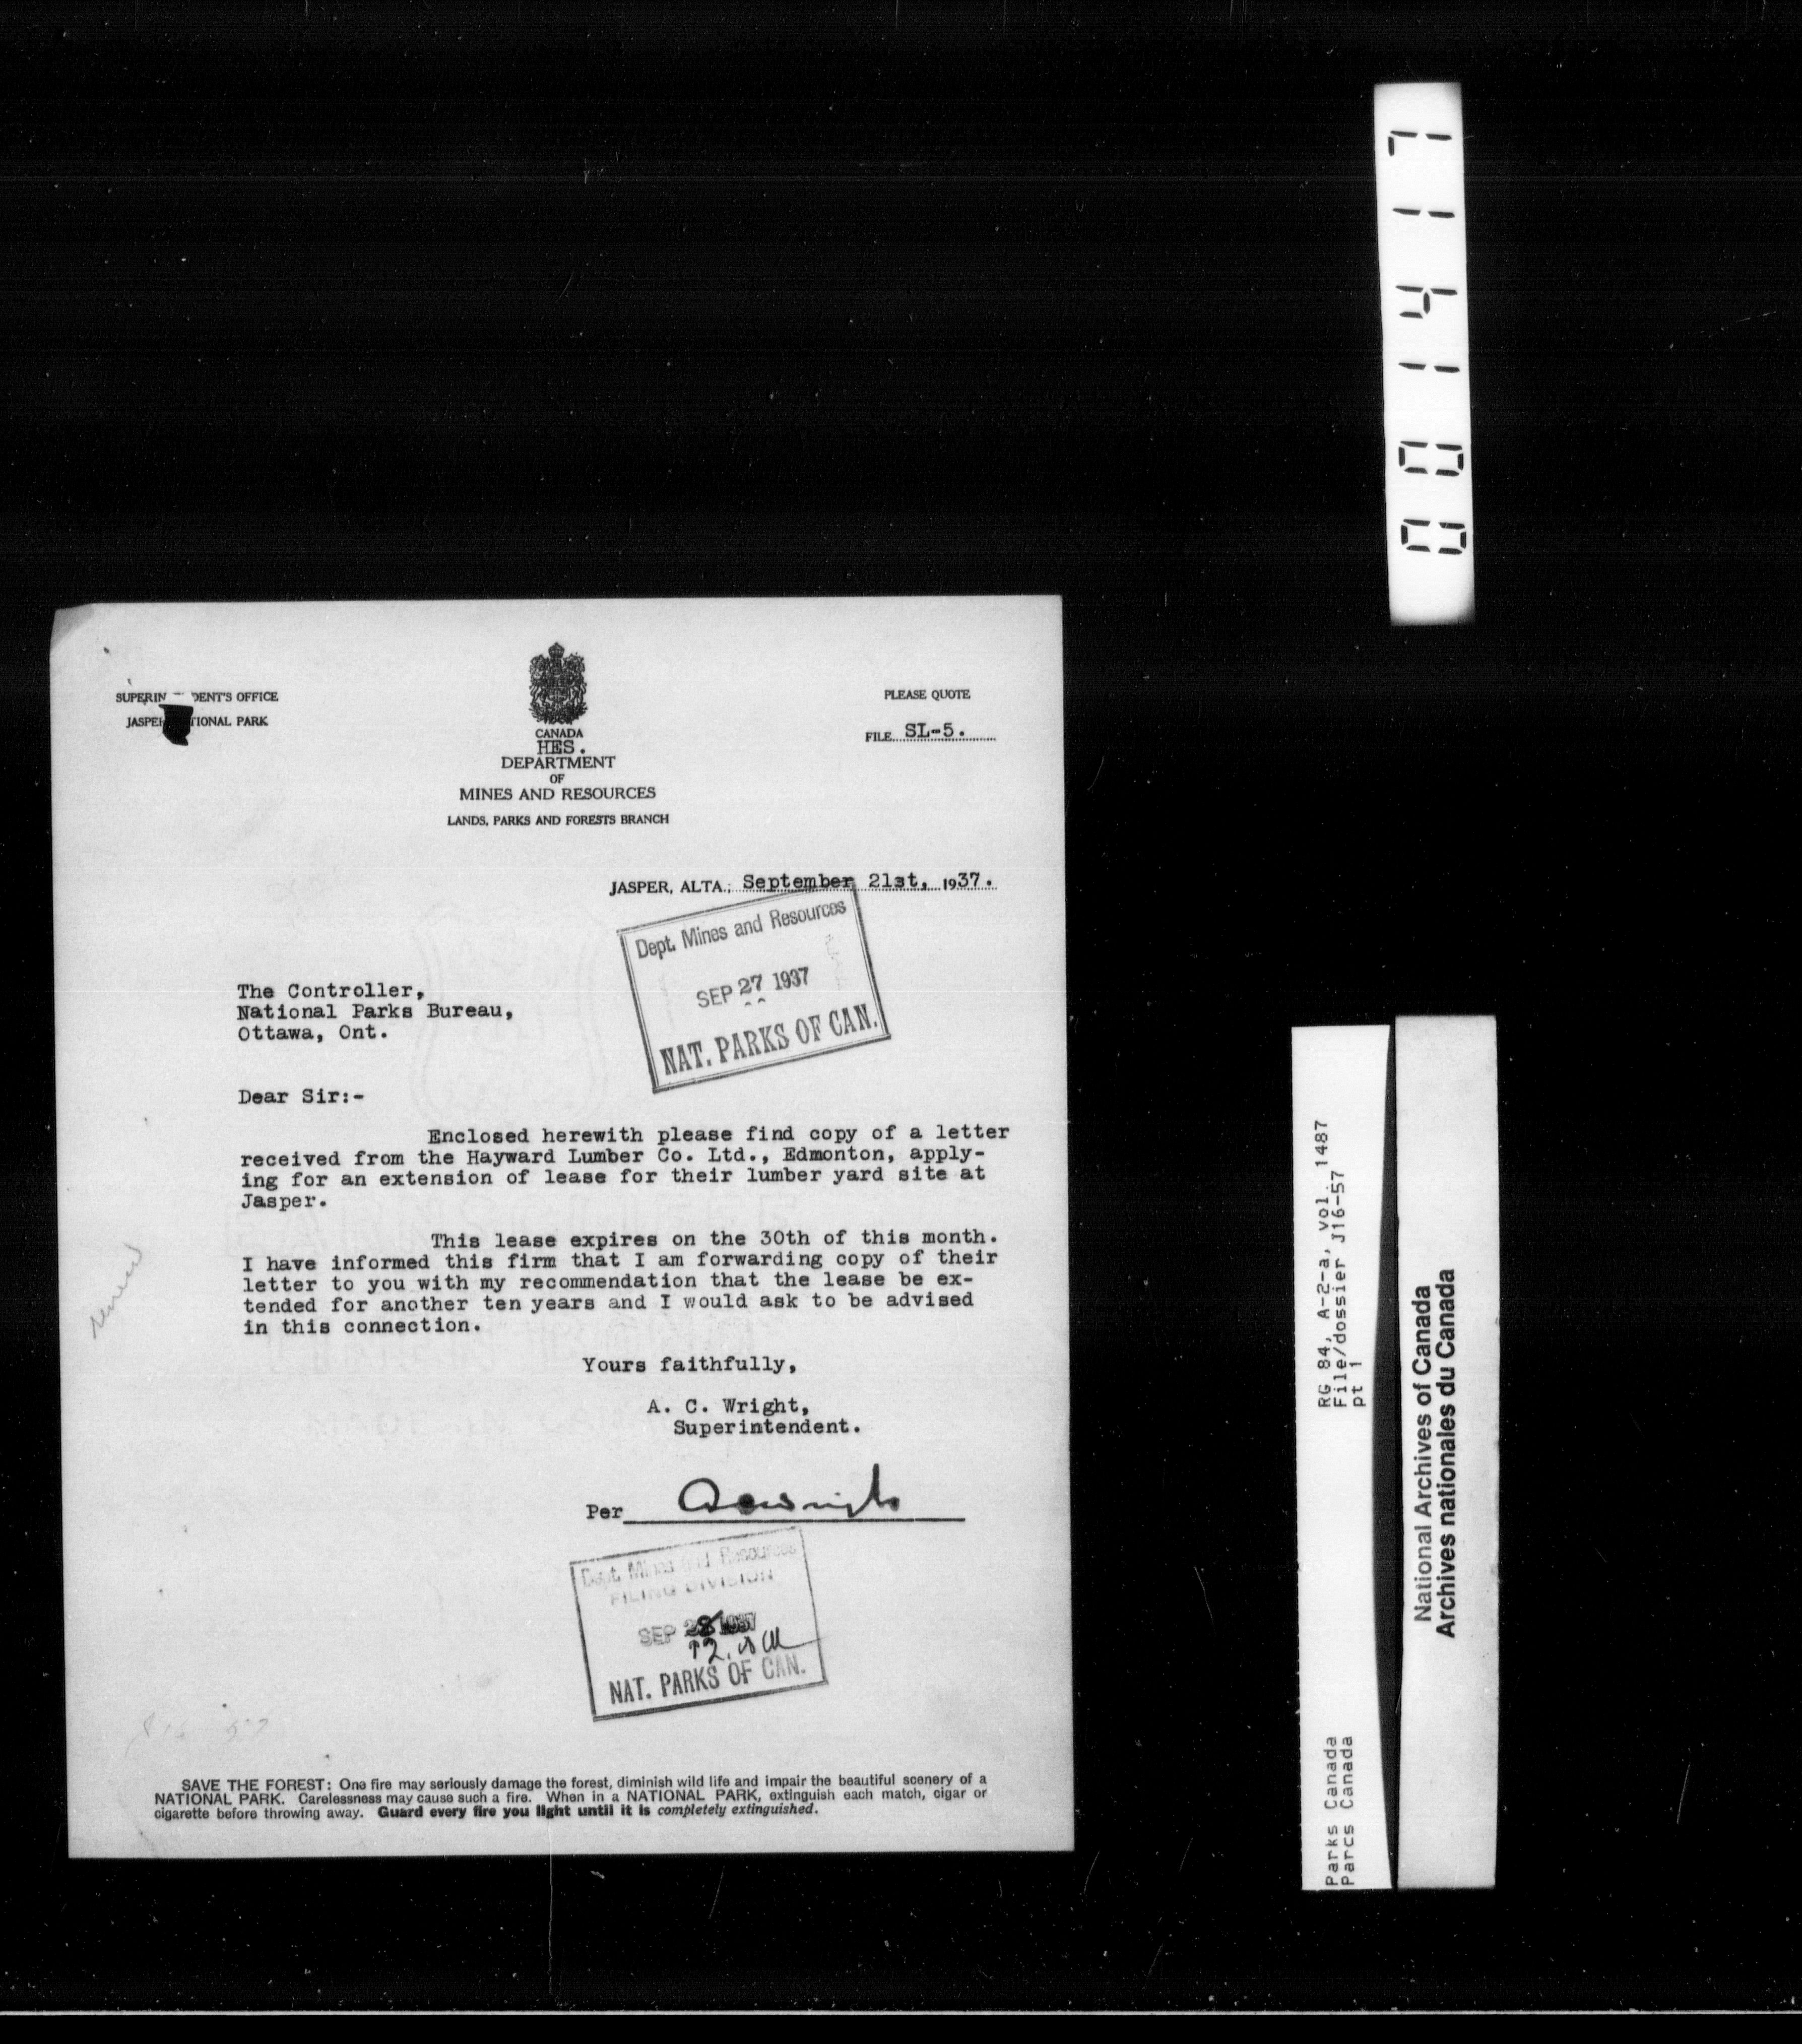 001417
SUPERIN DENT'S OFFICE
JASPER TIONAL PARK
CANADA
HES.
DEPARTMENT
OF
MINES AND RESOURCES
LANDS, PARKS AND FORESTS BRANCH
PLEASE QUOTE
FILE SL-5.
JASPER, ALTA., September 21st, 1937.
Dept. Mines and Resources
SEP 27 1937
NAT. PARKS OF CAN.
The Controller,
National Parks Bureau,
Ottawa, Ont.
Dear Sir:-
Enclosed herewith please find copy of a letter
received from the Hayward Lumber Co. Ltd., Edmonton, apply-
ing for an extension of lease for their lumber yard site at
Jasper.
This lease expires on the 30th of this month.
I have informed this firm that I am forwarding copy of their
letter to you with my recommendation that the lease be ex-
tended for another ten years and I would ask to be advised
in this connection.
Yours faithfully,
A. C. Wright,
Superintendent.
Per ACWright
Dept. Mines and Resources
FILING DIVISION
SEP 28 1937
NAT. PARKS OF CAN.
SAVE THE FOREST: One fire may seriously damage the forest, diminish wild life and impair the beautiful scenery of a
NATIONAL PARK. Carelessness may cause such a fire. When in a NATIONAL PARK, extinguish each match, cigar or
cigarette before throwing away. Guard every fire you light until it is completely extinguished.
RG 84, A-2-a, vol. 1487
File/dossier J16-57
pt 1
Parks Canada
Parcs Canada
National Archives of Canada
Archives nationales du Canada